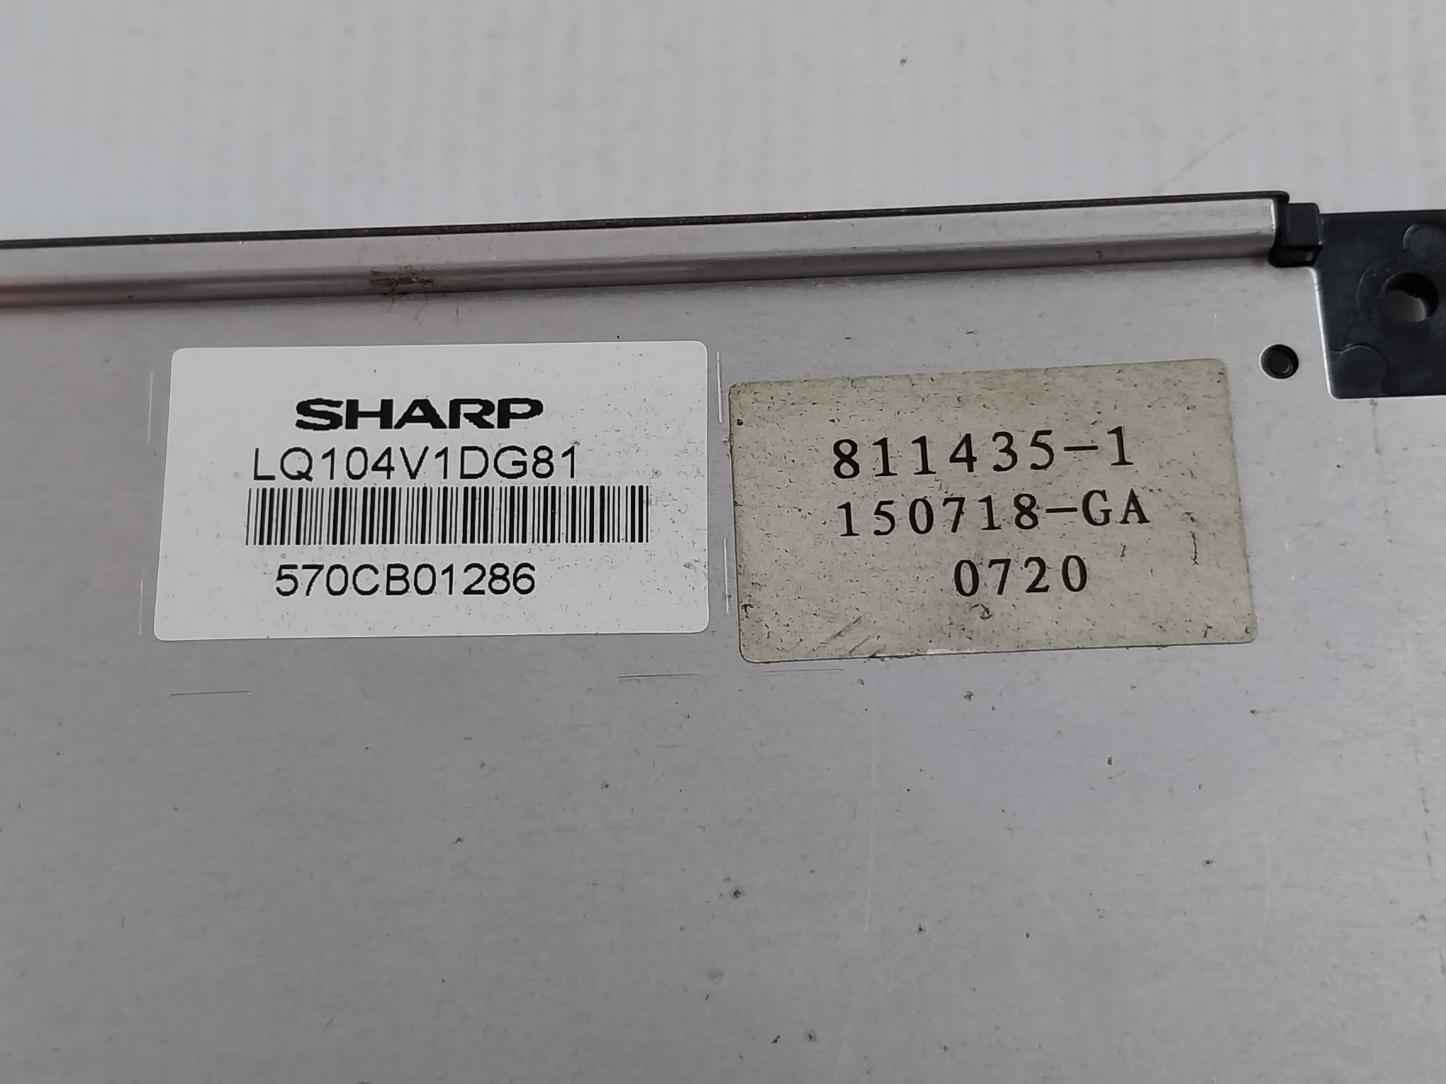 SHARP
LQ104V1DG81
570CB01286
811435-1
150718-GA
0720